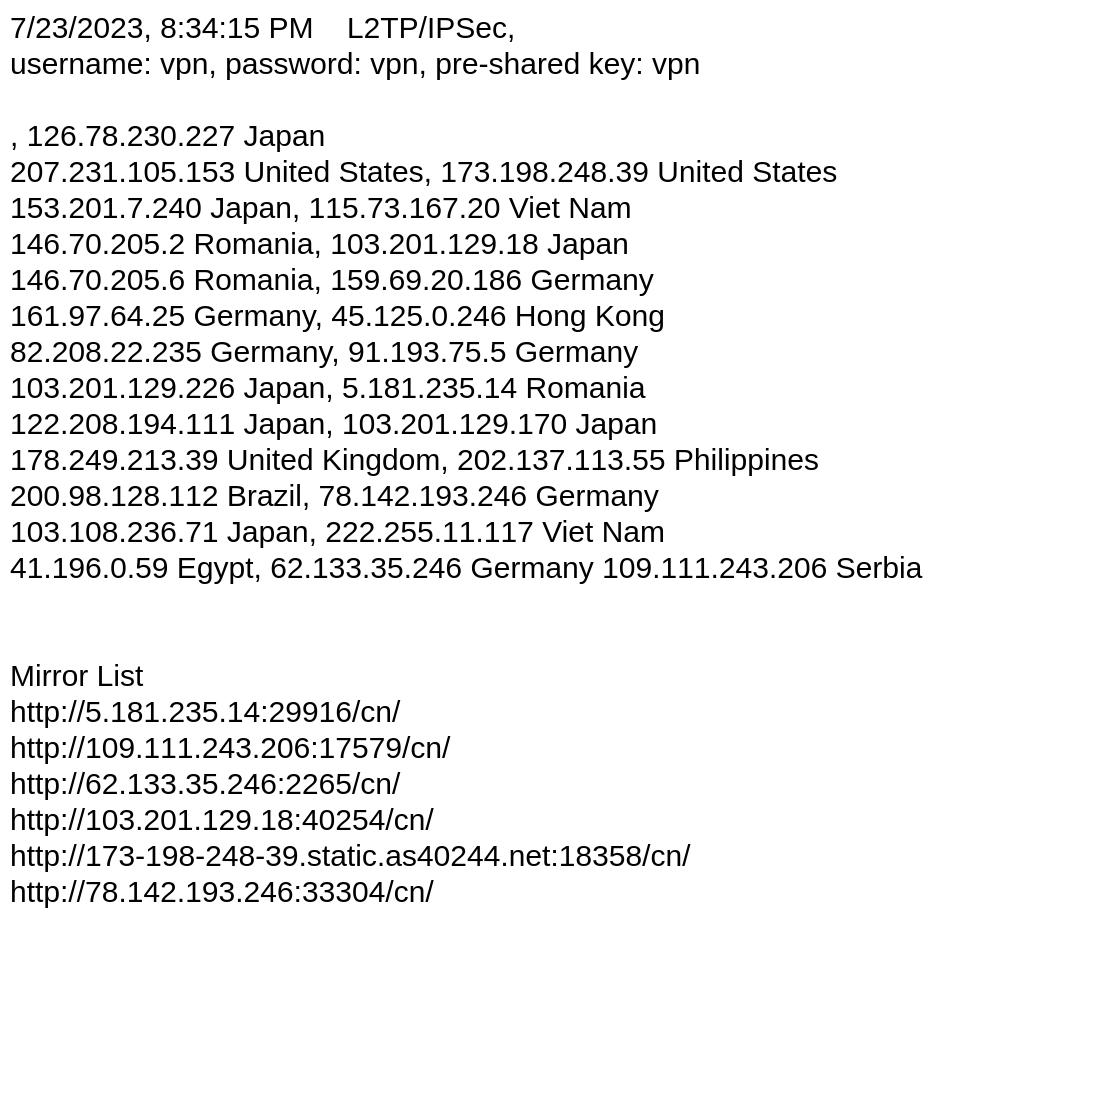 7/23/2023, 8:34:15 PM    L2TP/IPSec,
username: vpn, password: vpn, pre-shared key: vpn
, 126.78.230.227 Japan
207.231.105.153 United States, 173.198.248.39 United States
153.201.7.240 Japan, 115.73.167.20 Viet Nam
146.70.205.2 Romania, 103.201.129.18 Japan
146.70.205.6 Romania, 159.69.20.186 Germany
161.97.64.25 Germany, 45.125.0.246 Hong Kong
82.208.22.235 Germany, 91.193.75.5 Germany
103.201.129.226 Japan, 5.181.235.14 Romania
122.208.194.111 Japan, 103.201.129.170 Japan
178.249.213.39 United Kingdom, 202.137.113.55 Philippines
200.98.128.112 Brazil, 78.142.193.246 Germany
103.108.236.71 Japan, 222.255.11.117 Viet Nam
41.196.0.59 Egypt, 62.133.35.246 Germany 109.111.243.206 Serbia
Mirror List
http://5.181.235.14:29916/cn/
http://109.111.243.206:17579/cn/
http://62.133.35.246:2265/cn/
http://103.201.129.18:40254/cn/
http://173-198-248-39.static.as40244.net:18358/cn/
http://78.142.193.246:33304/cn/